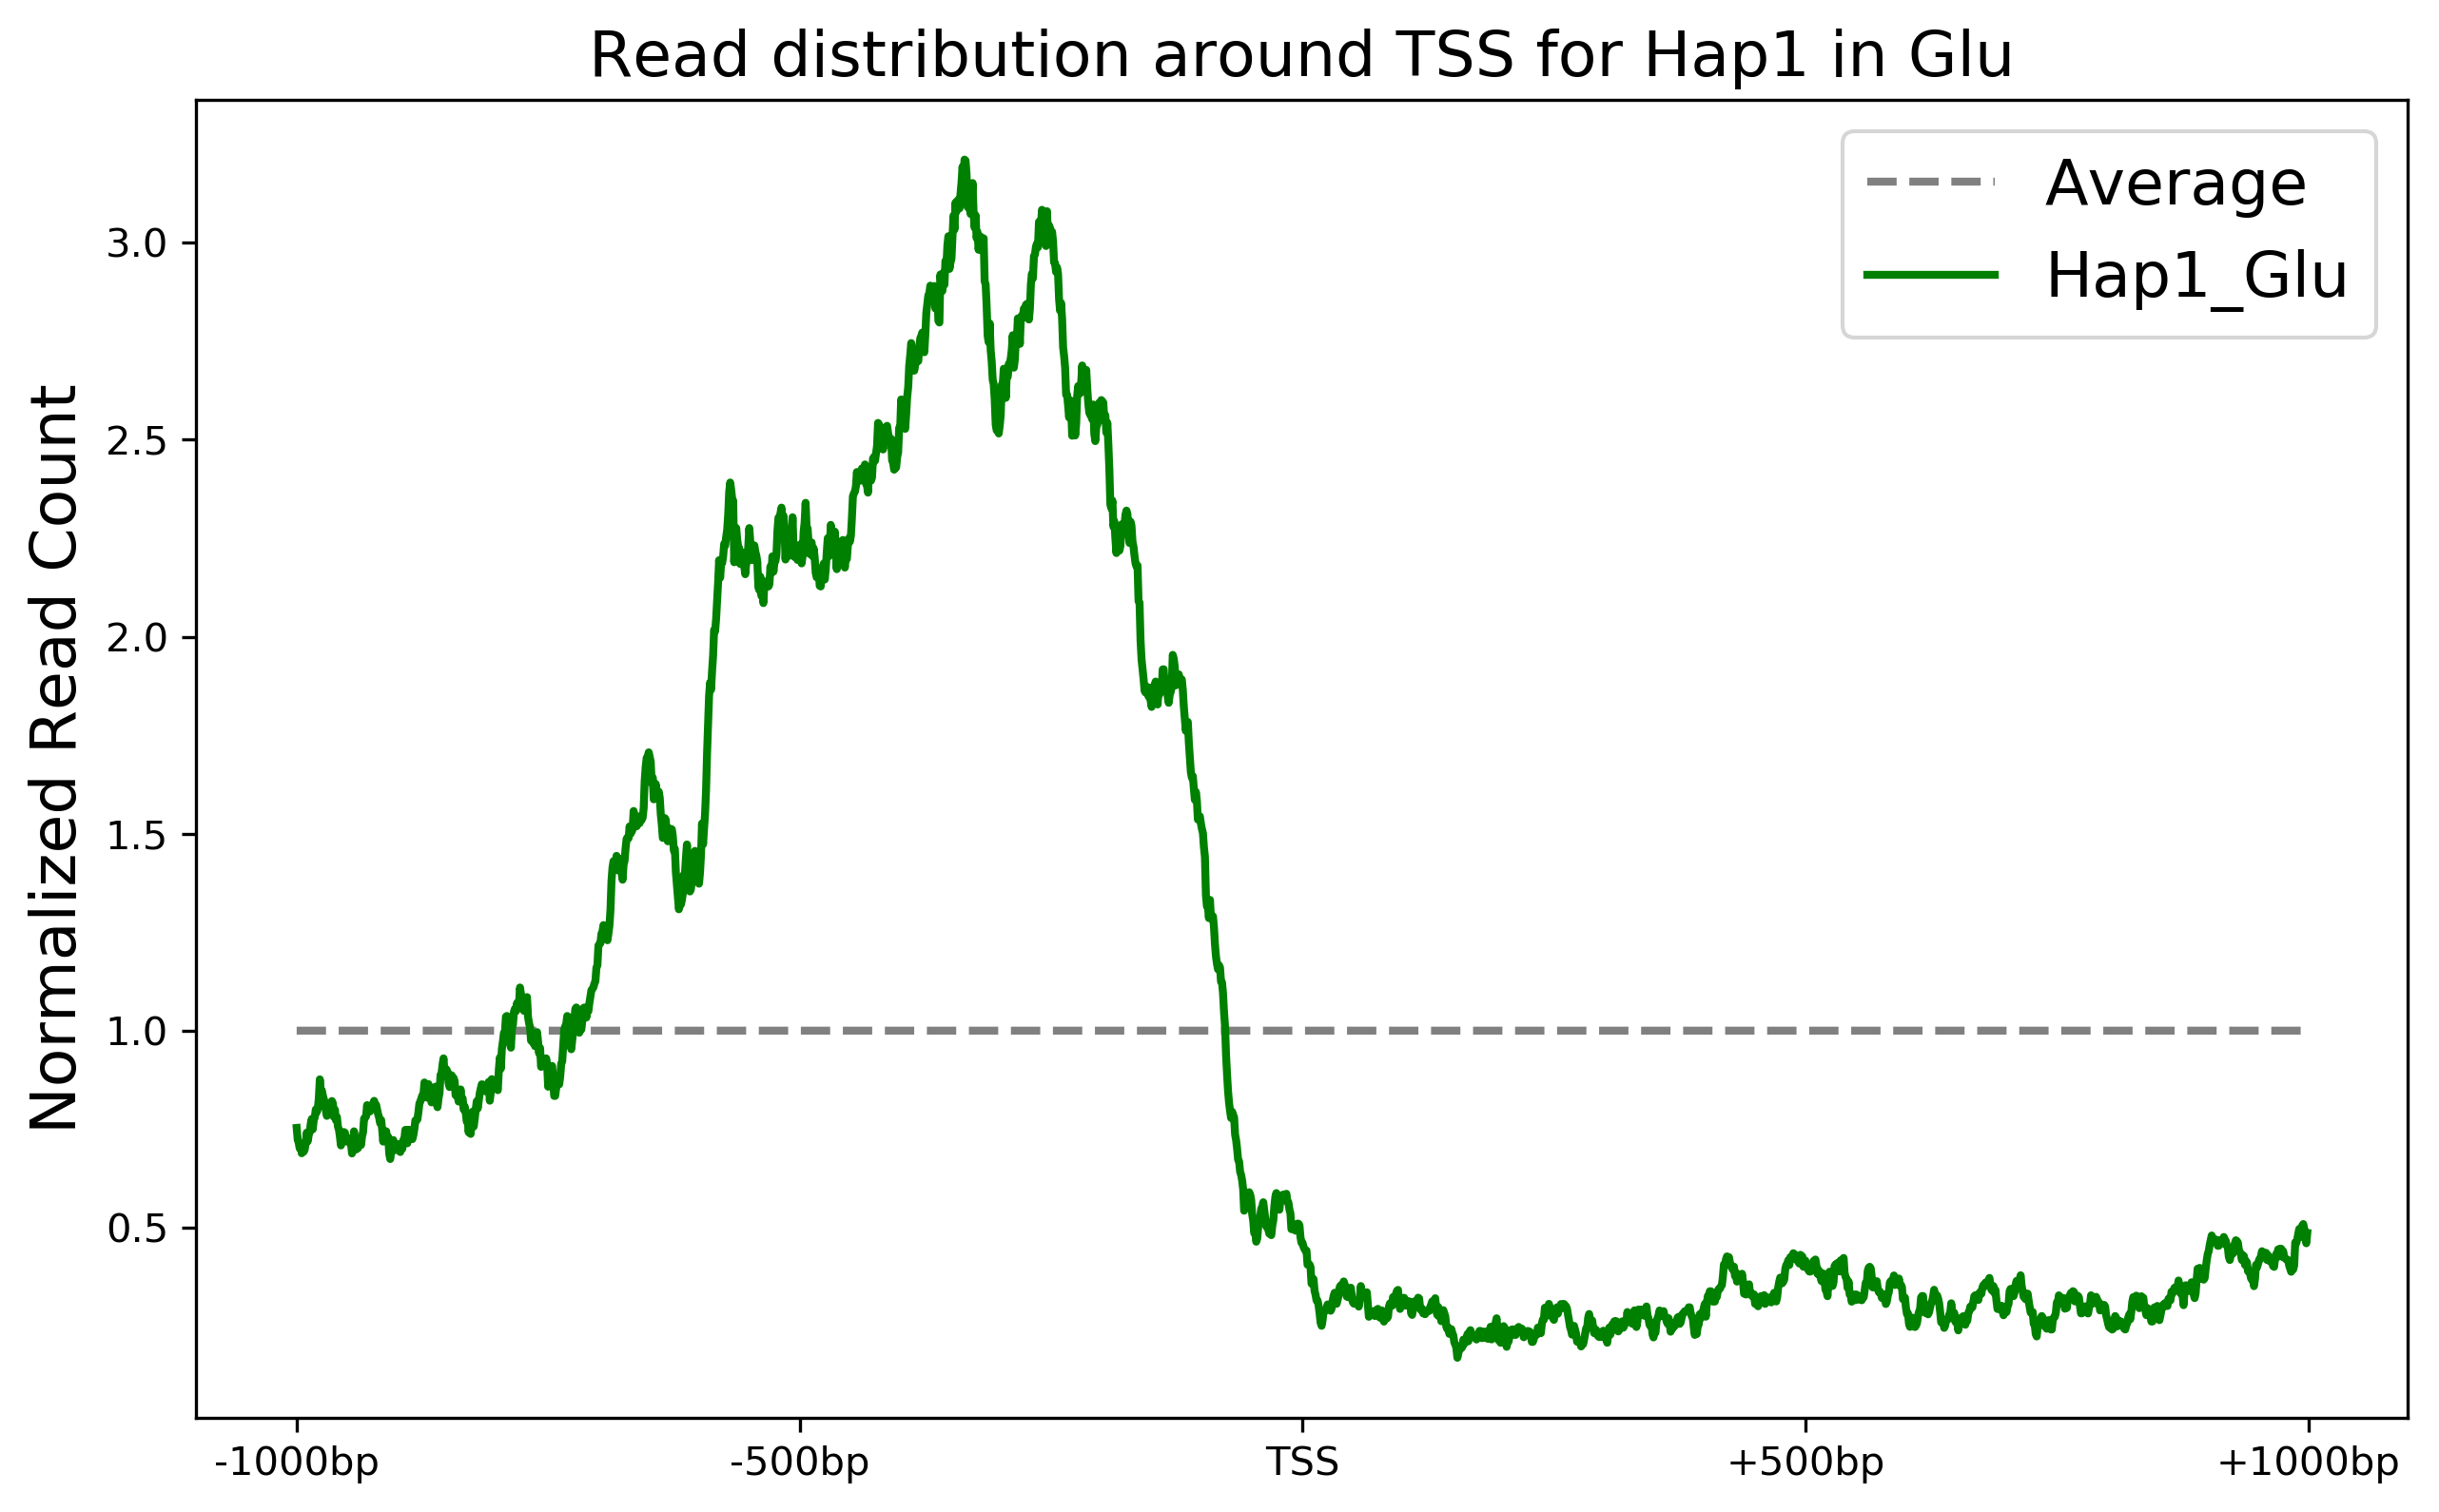 Read distribution around TSS for Hap1 in Glu
Average
Hap1_Glu
Normalized Read Count
3.0
2.5
2.0
1.5
1.0
0.5
-1000bp
-500bp
TSS
+500bp
+1000bp